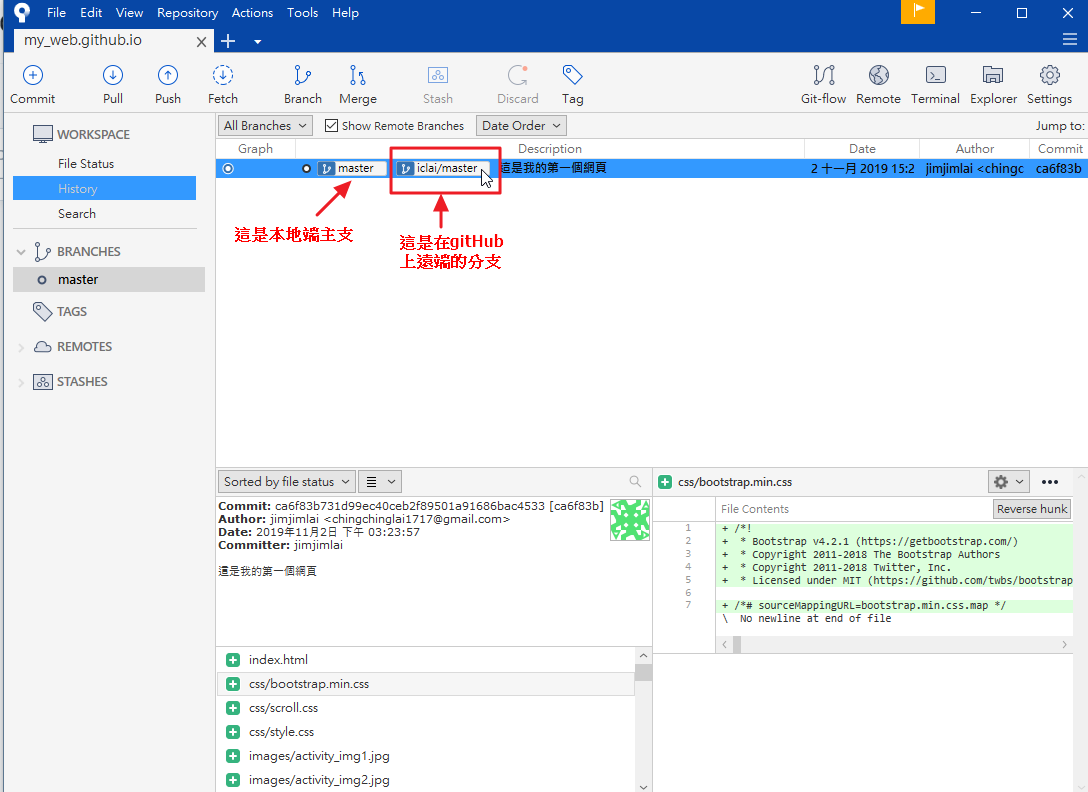 File Edit View Repository Actions Tools Help
my_web.github.io
Commit Pull Push Fetch Branch Merge Stash Discard Tag Git-flow Remote Terminal Explorer Settings
WORKSPACE
File Status
History
Search
BRANCHES
master
TAGS
REMOTES
STASHES
All Branches Show Remote Branches Date Order Jump to:
Graph Description Date Author Commit
master iclai/master 這是我的第一個網頁 2 十一月 2019 15:2 jimjimlai <chingc ca6f83b
這是本地端主支
這是在gitHub
上遠端的分支
Sorted by file status
Commit: ca6f83b731d99ec40ceb2f89501a91686bac4533 [ca6f83b]
Author: jimjimlai <chingchinglai1717@gmail.com>
Date: 2019年11月2日 下午 03:23:57
Committer: jimjimlai
這是我的第一個網頁
index.html
css/bootstrap.min.css
css/scroll.css
css/style.css
images/activity_img1.jpg
images/activity_img2.jpg
css/bootstrap.min.css
File Contents Reverse hunk
1 + /*!
2 + * Bootstrap v4.2.1 (https://getbootstrap.com/)
3 + * Copyright 2011-2018 The Bootstrap Authors
4 + * Copyright 2011-2018 Twitter, Inc.
5 + * Licensed under MIT (https://github.com/twbs/bootstrap
6
7 + /*# sourceMappingURL=bootstrap.min.css.map */
\ No newline at end of file